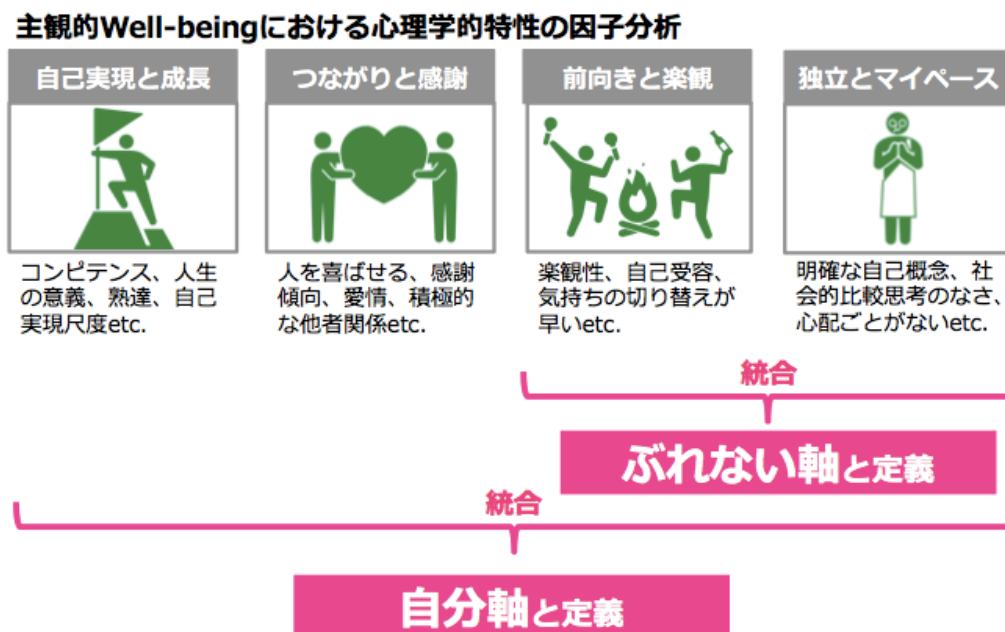 主観的Well-beingにおける心理学的特性の因子分析
自己実現と成長
つながりと感謝
前向きと楽観
独立とマイペース
コンピテンス、人生
の意義、熟達、自己
実現尺度etc.
人を喜ばせる、感謝
傾向、愛情、積極的
な他者関係etc.
楽観性、自己受容、
気持ちの切り替えが
早いetc.
明確な自己概念、社
会的比較思考のなさ、
心配ごとがないetc.
統合
ぶれない軸と定義
統合
自分軸と定義